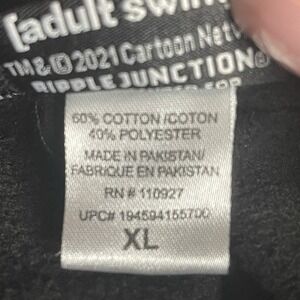 [adult swim
TM & © 2021 Cartoon Net
RIPPLE JUNCTION®
60% COTTON /COTON
40% POLYESTER
MADE IN PAKISTAN/
FABRIQUE EN PAKISTAN
RN # 110927
UPC# 194594155700
XL